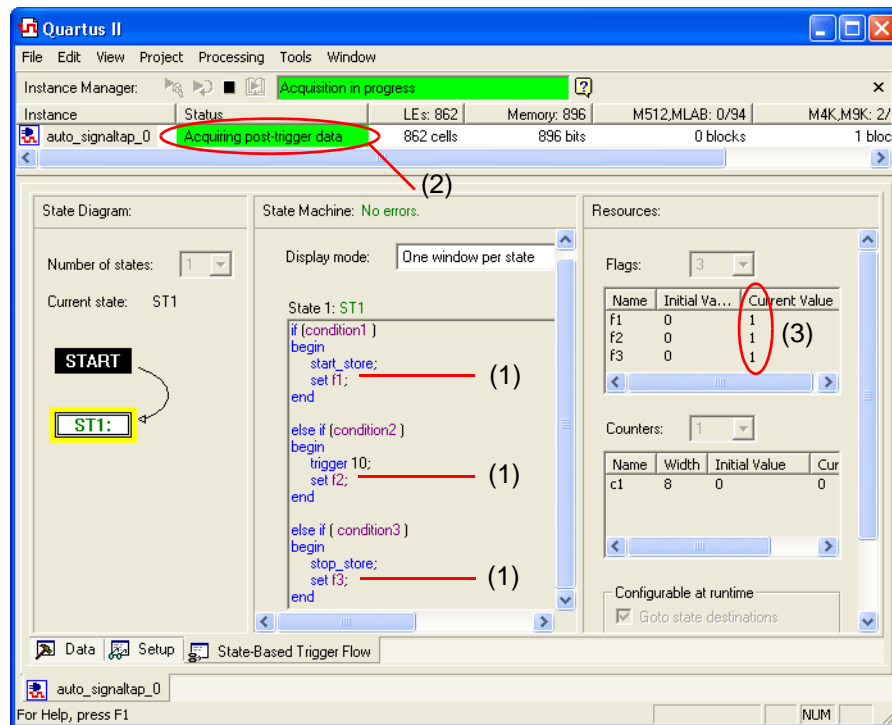 Quartus II
File Edit View Project Processing Tools Window
Instance Manager: Acquisition in progress
Instance Status LEs: 862 Memory: 896 M512,MLAB: 0/94 M4K,M9K: 2/
auto_signaltap_0 Acquiring post-trigger data 862 cells 896 bits 0 blocks 1 bloc
(2)
State Diagram: State Machine: No errors. Resources:
Number of states: 1 Display mode: One window per state Flags: 3
Current state: ST1 State 1: ST1 Name Initial Va... Current Value
f1 0 1
f2 0 1
f3 0 1
(3)
START
ST1:
if (condition1 )
begin
start_store;
set f1; (1)
end
else if (condition2 )
begin
trigger 10;
set f2; (1)
end
else if ( condition3 )
begin
stop_store;
set f3; (1)
end
Counters: 1
Name Width Initial Value Cur
c1 8 0 0
Configurable at runtime
Goto state destinations
Data Setup State-Based Trigger Flow
auto_signaltap_0
For Help, press F1 NUM